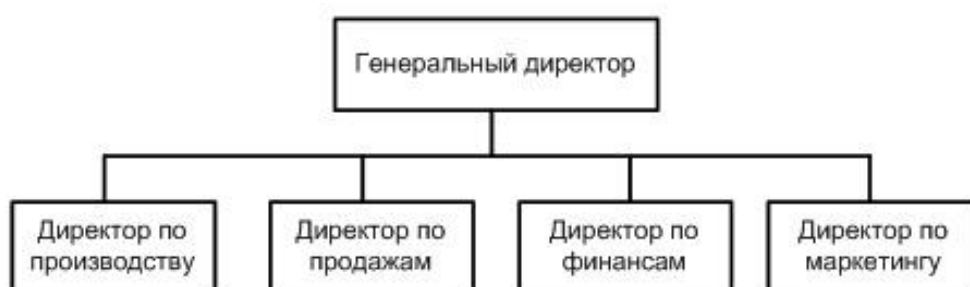 Генеральный директор
Директор по
производству
Директор по
продажам
Директор по
финансам
Директор по
маркетингу